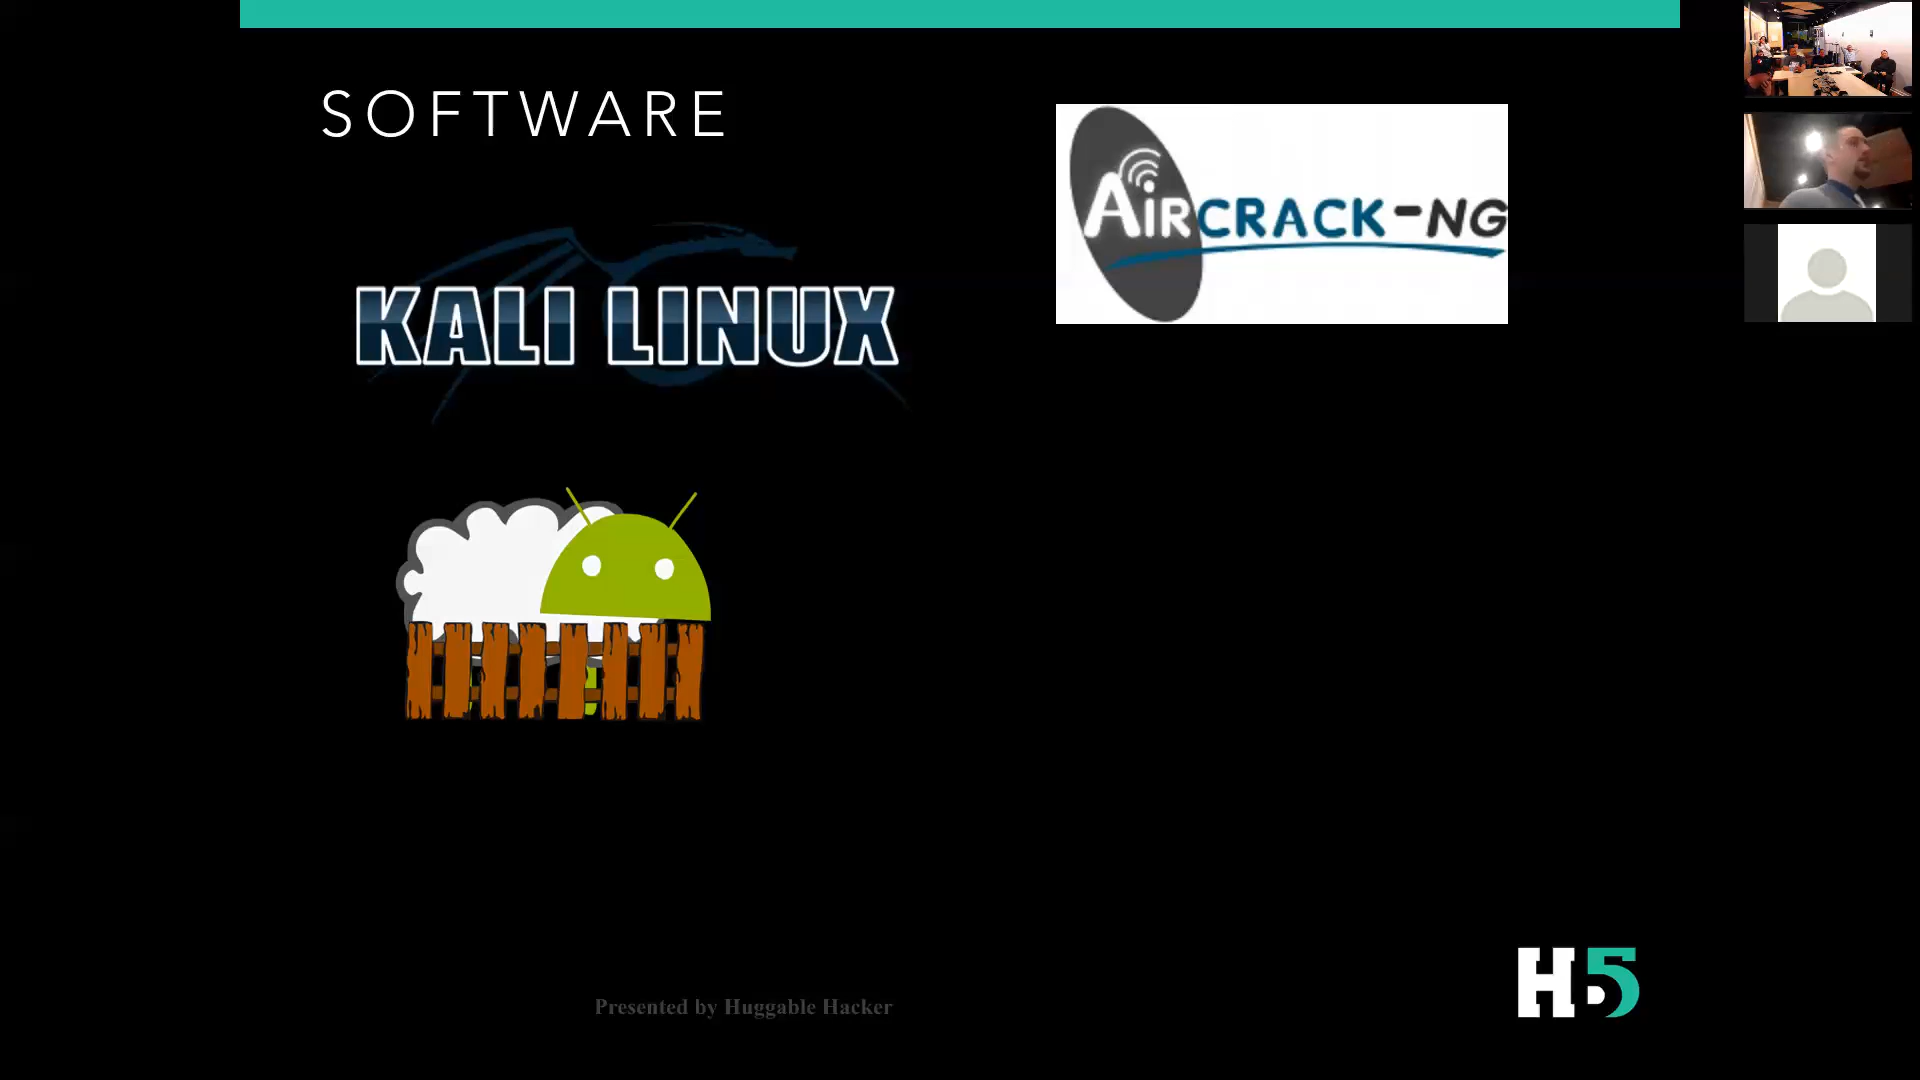 SOFTWARE
AIRCRACK-NG
KALI LINUX
H5
Presented by Huggable Hacker